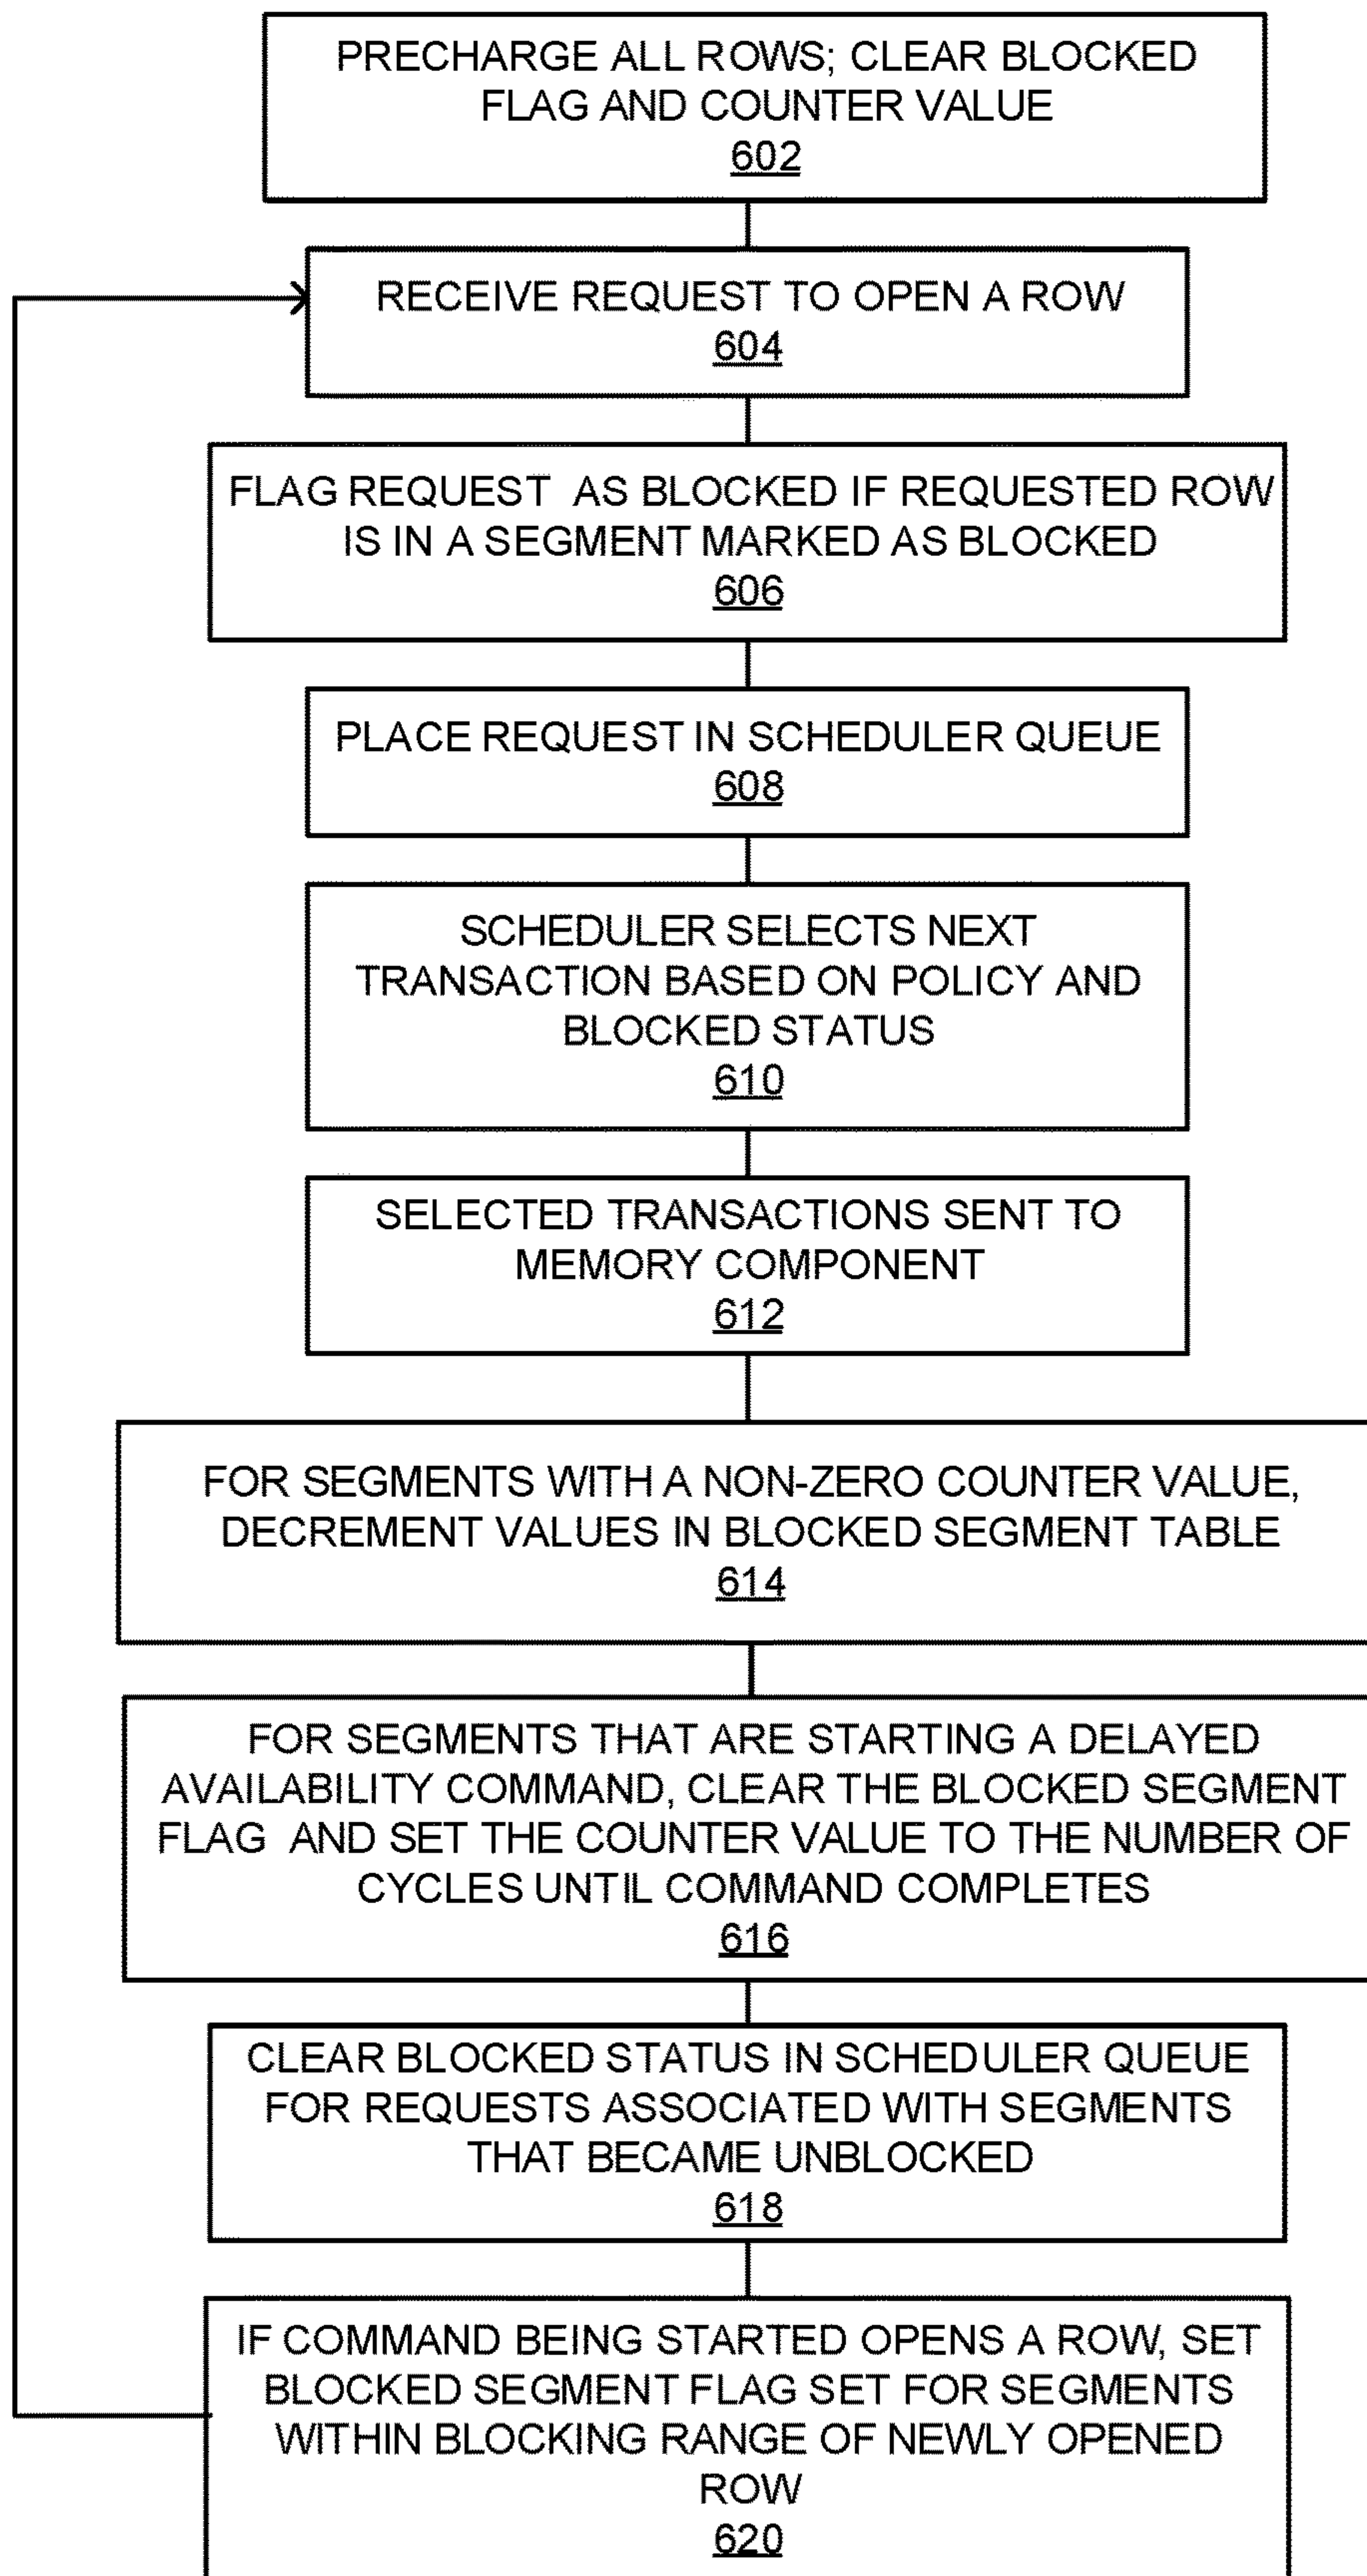 PRECHARGE ALL ROWS; CLEAR BLOCKED
FLAG AND COUNTER VALUE
602
RECEIVE REQUEST TO OPEN A ROW
604
FLAG REQUEST AS BLOCKED IF REQUESTED ROW
IS IN A SEGMENT MARKED AS BLOCKED
606
PLACE REQUEST IN SCHEDULER QUEUE
608
SCHEDULER SELECTS NEXT
TRANSACTION BASED ON POLICY AND
BLOCKED STATUS
610
SELECTED TRANSACTIONS SENT TO
MEMORY COMPONENT
612
FOR SEGMENTS WITH A NON-ZERO COUNTER VALUE,
DECREMENT VALUES IN BLOCKED SEGMENT TABLE
614
FOR SEGMENTS THAT ARE STARTING A DELAYED
AVAILABILITY COMMAND, CLEAR THE BLOCKED SEGMENT
FLAG AND SET THE COUNTER VALUE TO THE NUMBER OF
CYCLES UNTIL COMMAND COMPLETES
616
CLEAR BLOCKED STATUS IN SCHEDULER QUEUE
FOR REQUESTS ASSOCIATED WITH SEGMENTS
THAT BECAME UNBLOCKED
618
IF COMMAND BEING STARTED OPENS A ROW, SET
BLOCKED SEGMENT FLAG SET FOR SEGMENTS
WITHIN BLOCKING RANGE OF NEWLY OPENED
ROW
620